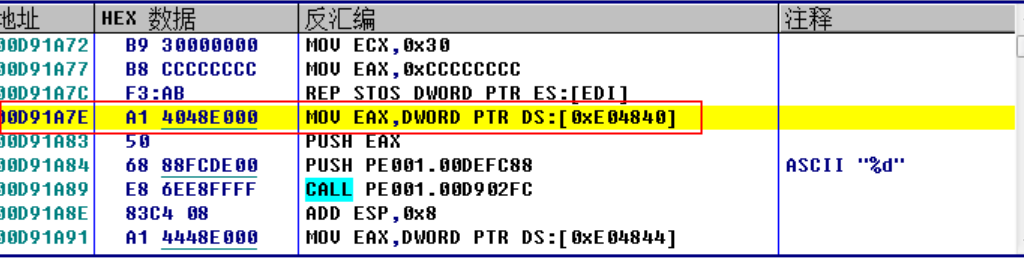 地址 HEX 数据 反汇编 注释
00D91A72 B9 30000000 MOV ECX,0x30
00D91A77 B8 CCCCCCCC MOV EAX,0xCCCCCCCC
00D91A7C F3:AB REP STOS DWORD PTR ES:[EDI]
00D91A7E A1 4048E000 MOV EAX,DWORD PTR DS:[0xE04840]
00D91A83 50 PUSH EAX
00D91A84 68 88FCDE00 PUSH PE001.00DEFC88 ASCII "%d"
00D91A89 E8 6EE8FFFF CALL PE001.00D902FC
00D91A8E 83C4 08 ADD ESP,0x8
00D91A91 A1 4448E000 MOV EAX,DWORD PTR DS:[0xE04844]